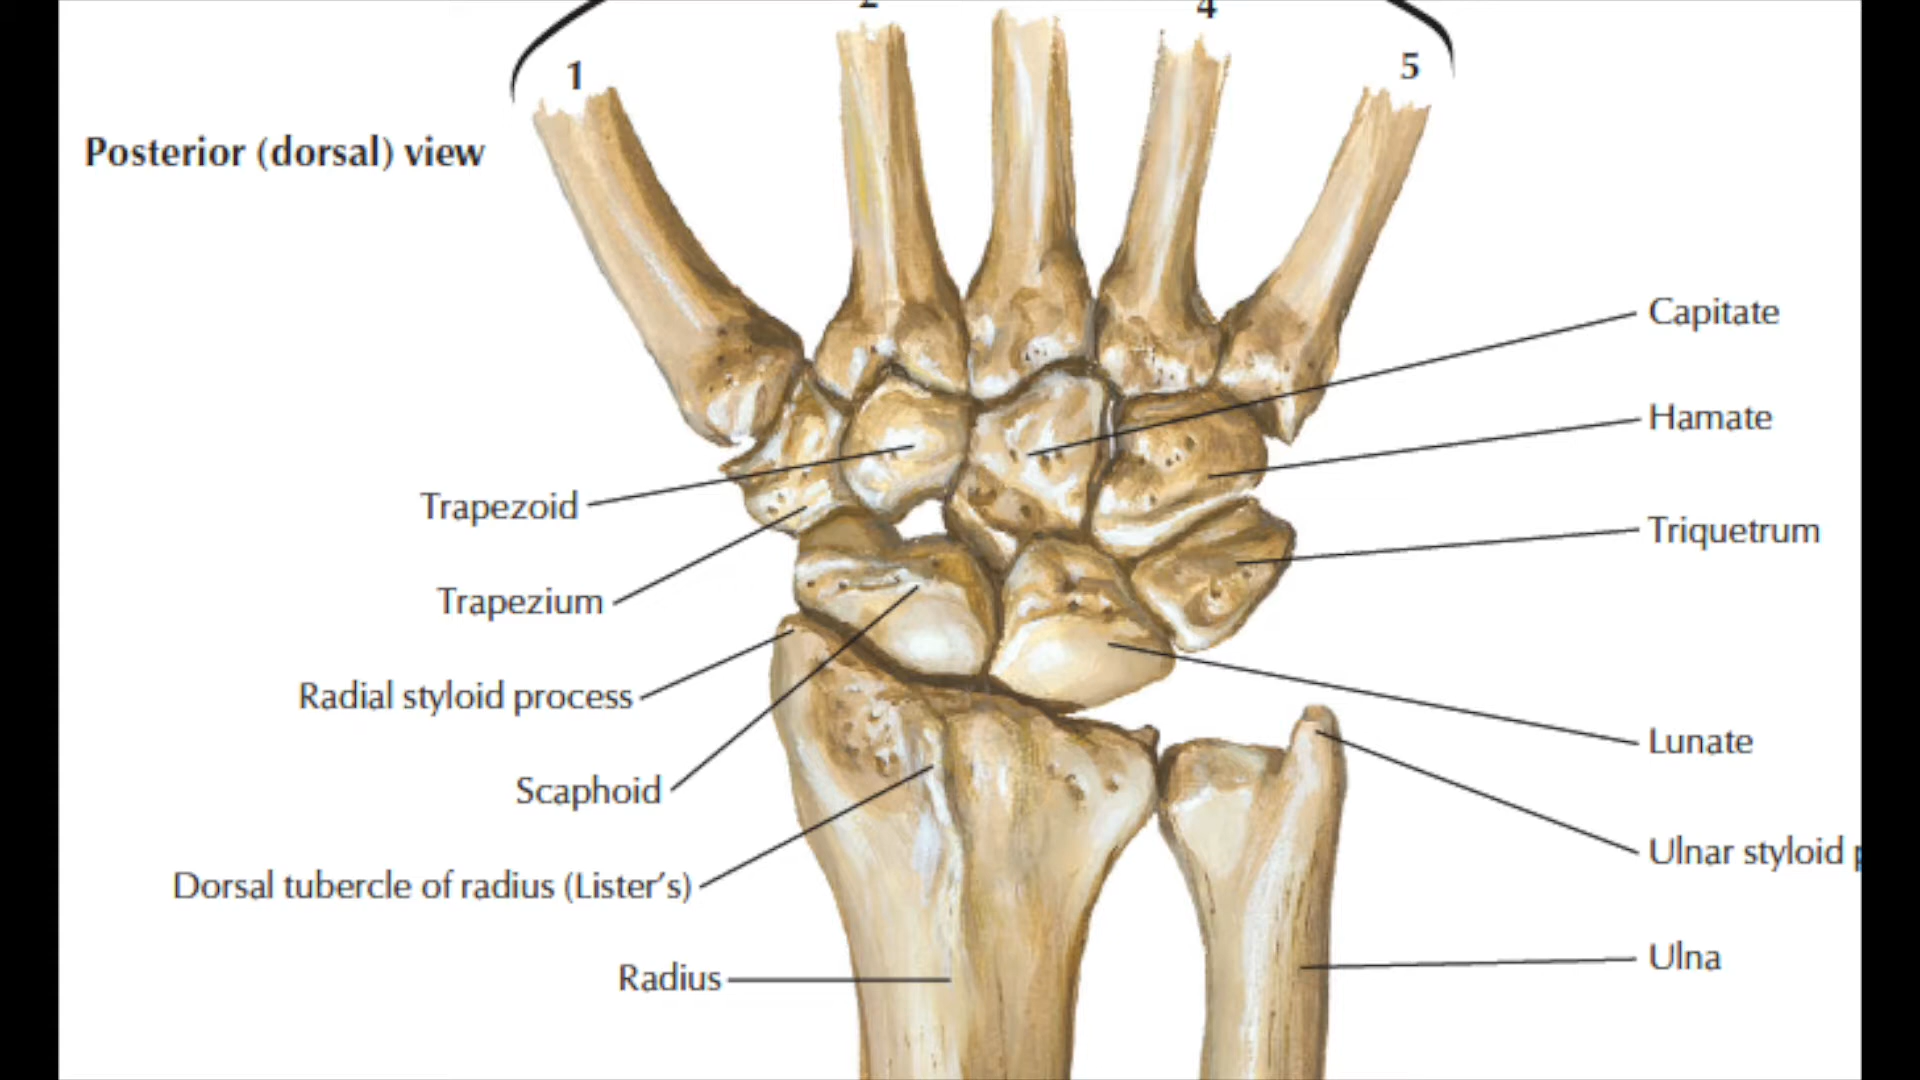 2
4
1
5
Posterior (dorsal) view
Capitate
Hamate
Trapezoid
Triquetrum
Trapezium
Radial styloid process
Lunate
Scaphoid
Ulnar styloid
Dorsal tubercle of radius (Lister's)
Ulna
Radius